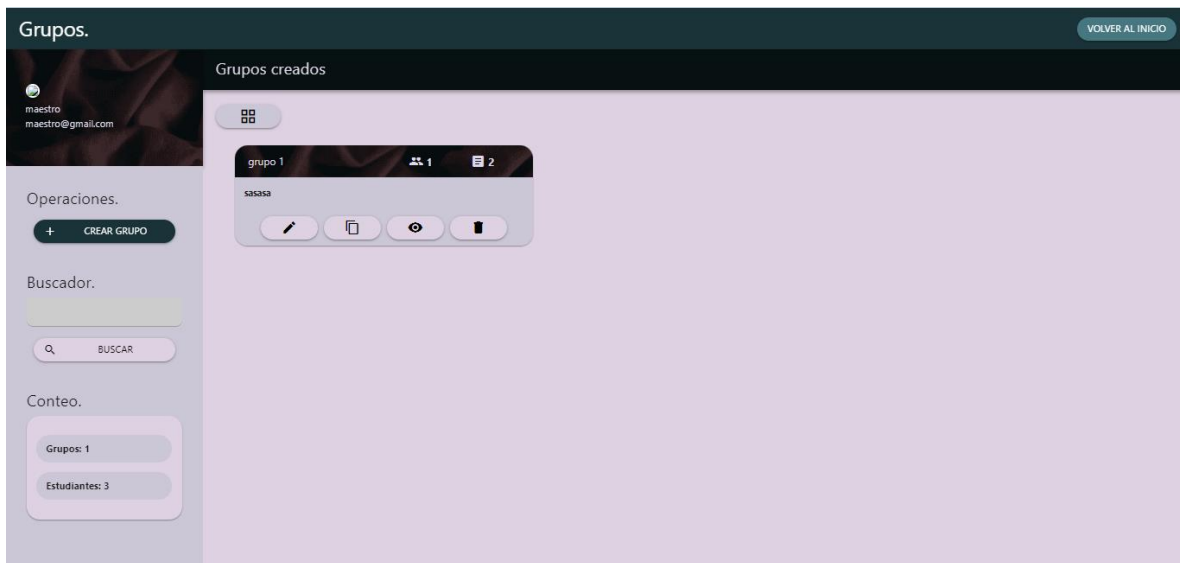 Grupos.
VOLVER AL INICIO
maestro
maestro@gmail.com
Operaciones.
+ CREAR GRUPO
Buscador.
BUSCAR
Conteo.
Grupos: 1
Estudiantes: 3
Grupos creados
grupo 1 1 2
sasasa